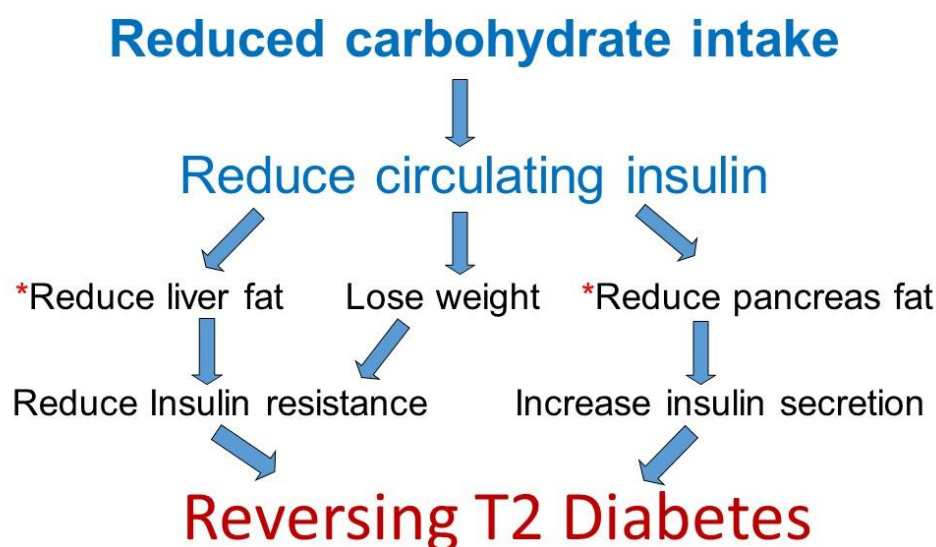 Reduced carbohydrate intake
Reduce circulating insulin
*Reduce liver fat Lose weight *Reduce pancreas fat
Reduce Insulin resistance Increase insulin secretion
Reversing T2 Diabetes